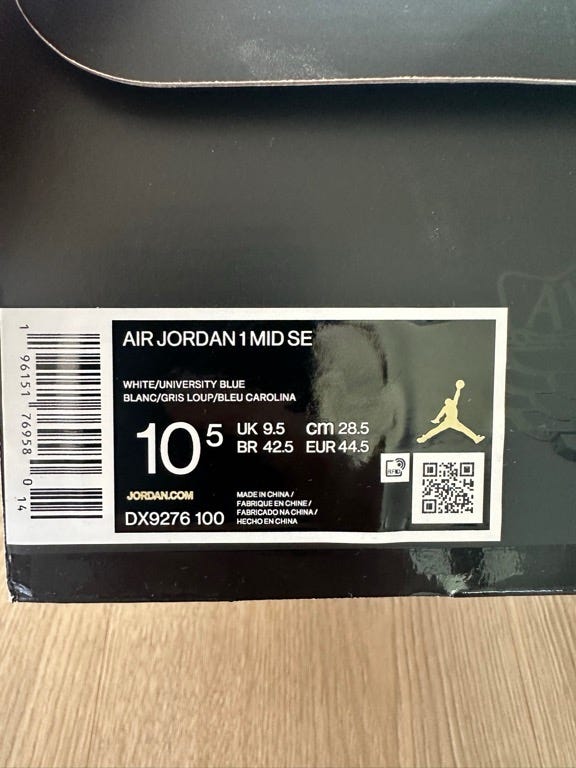 AIR JORDAN 1 MID SE
WHITE/UNIVERSITY BLUE
BLANC/GRIS LOUP/BLEU CAROLINA
10 5
UK 9.5 cm 28.5
BR 42.5 EUR 44.5
JORDAN.COM
DX9276 100
MADE IN CHINA /
FABRIQUE EN CHINE /
FABRICADO NA CHINA /
HECHO EN CHINA
1 96151 76958 0 14